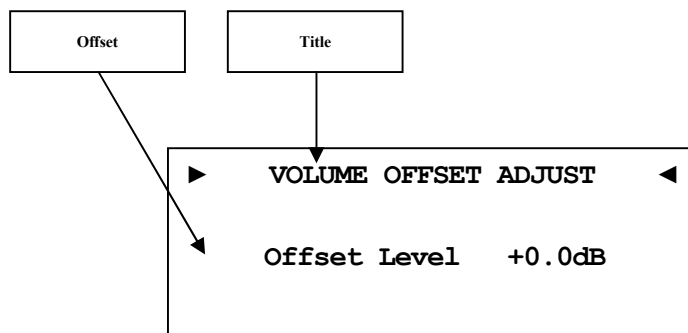 Offset
Title
► VOLUME OFFSET ADJUST ◄
Offset Level +0.0dB